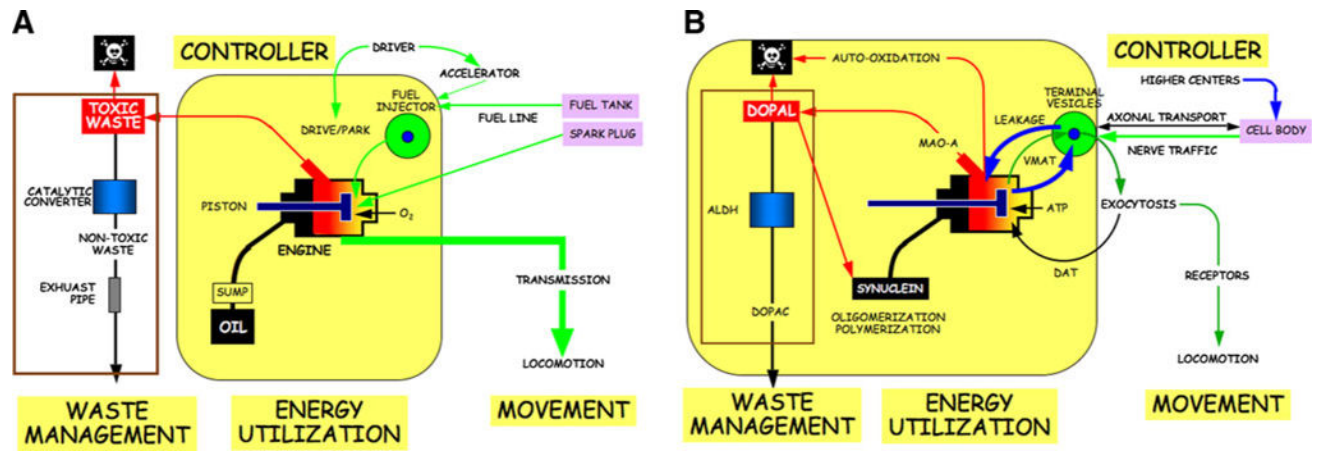 A
CONTROLLER
DRIVER
ACCELERATOR
FUEL
INJECTOR
DRIVE/PARK
FUEL LINE
FUEL TANK
SPARK PLUG
TOXIC
WASTE
CATALYTIC
CONVERTER
NON-TOXIC
WASTE
EXHUAST
PIPE
PISTON
O₂
ENGINE
SUMP
OIL
TRANSMISSION
LOCOMOTION
WASTE
MANAGEMENT
ENERGY
UTILIZATION
MOVEMENT
B
CONTROLLER
AUTO-OXIDATION
HIGHER CENTERS
TERMINAL
VESICLES
DOPAL
LEAKAGE
AXONAL TRANSPORT
CELL BODY
NERVE TRAFFIC
MAO-A
VMAT
ALDH
ATP
EXOCYTOSIS
DAT
RECEPTORS
SYNUCLEIN
DOPAC
OLIGOMERIZATION
POLYMERIZATION
LOCOMOTION
WASTE
MANAGEMENT
ENERGY
UTILIZATION
MOVEMENT